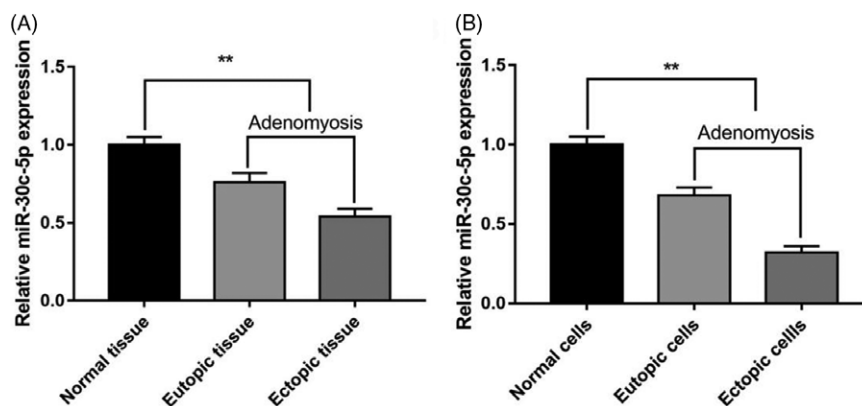 (A)
Relative miR-30c-5p expression
1.5
1.0
0.5
0.0
**
Adenomyosis
Normal tissue
Eutopic tissue
Ectopic tissue
(B)
Relative miR-30c-5p expression
1.5
1.0
0.5
0.0
**
Adenomyosis
Normal cells
Eutopic cells
Ectopic cellls